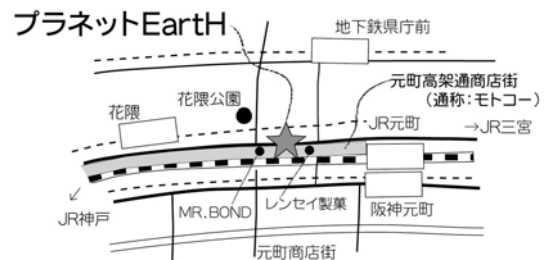 プラネットEartH
地下鉄県庁前
元町高架通商店街
(通称:モトコー)
花隈公園
花隈
JR元町
→JR三宮
JR神戸
MR.BOND
レンセイ製菓
阪神元町
元町商店街